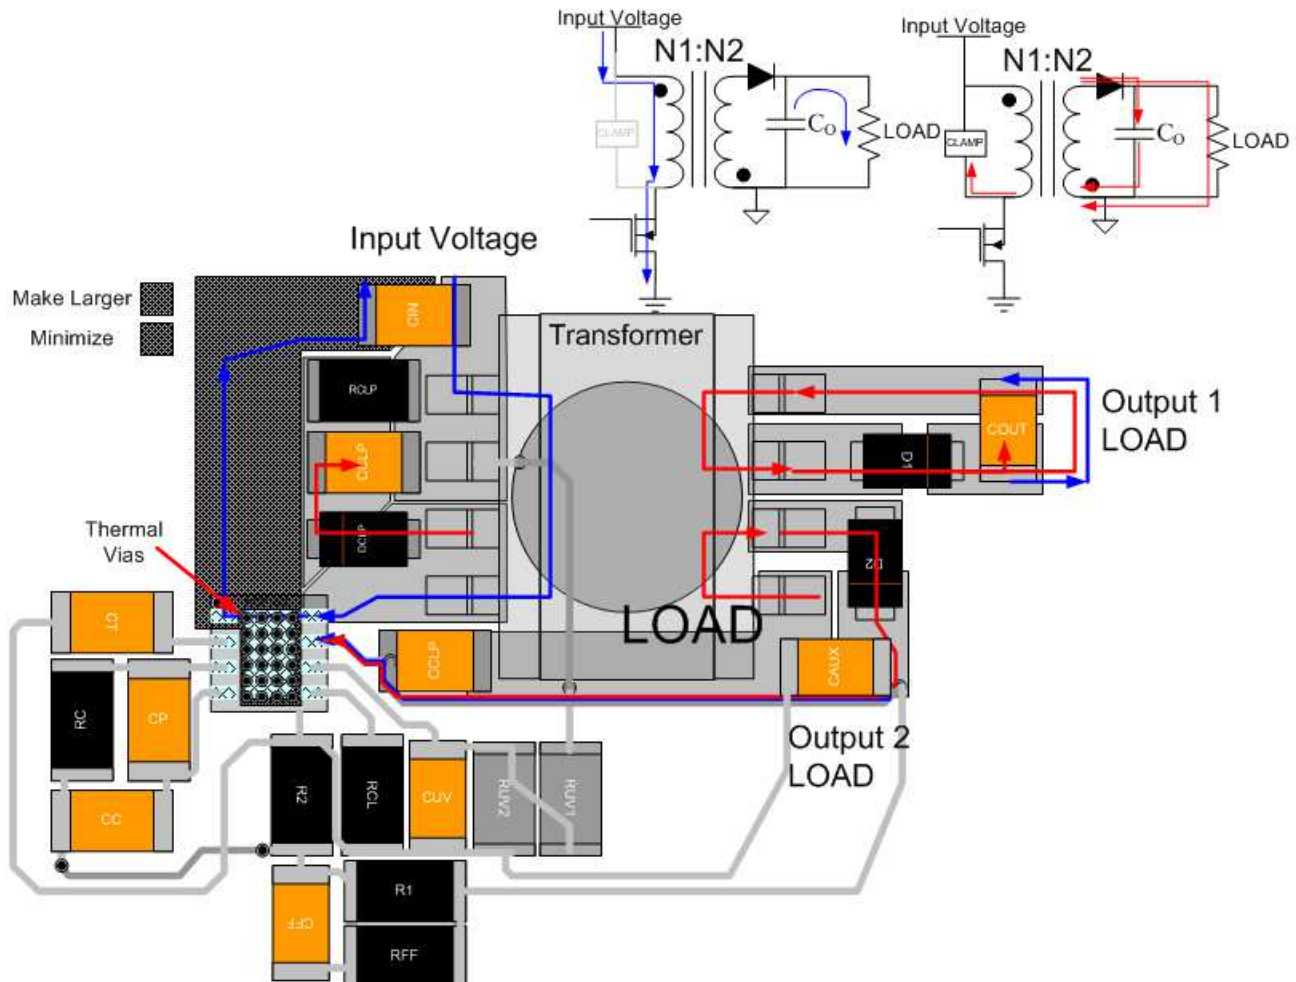 Input Voltage
N1:N2
CLAMP
CO
LOAD
Input Voltage
N1:N2
CLAMP
CO
LOAD
Input Voltage
Make Larger
Minimize
CIN
Transformer
RCLP
CCLP
DCLP
Thermal
Vias
Output 1
LOAD
COUT
D1
D2
LOAD
CT
CCLP
CAUX
RC
CP
Output 2
LOAD
R2
RCL
CUV
RUV2
RUV1
CC
CFF
R1
RFF